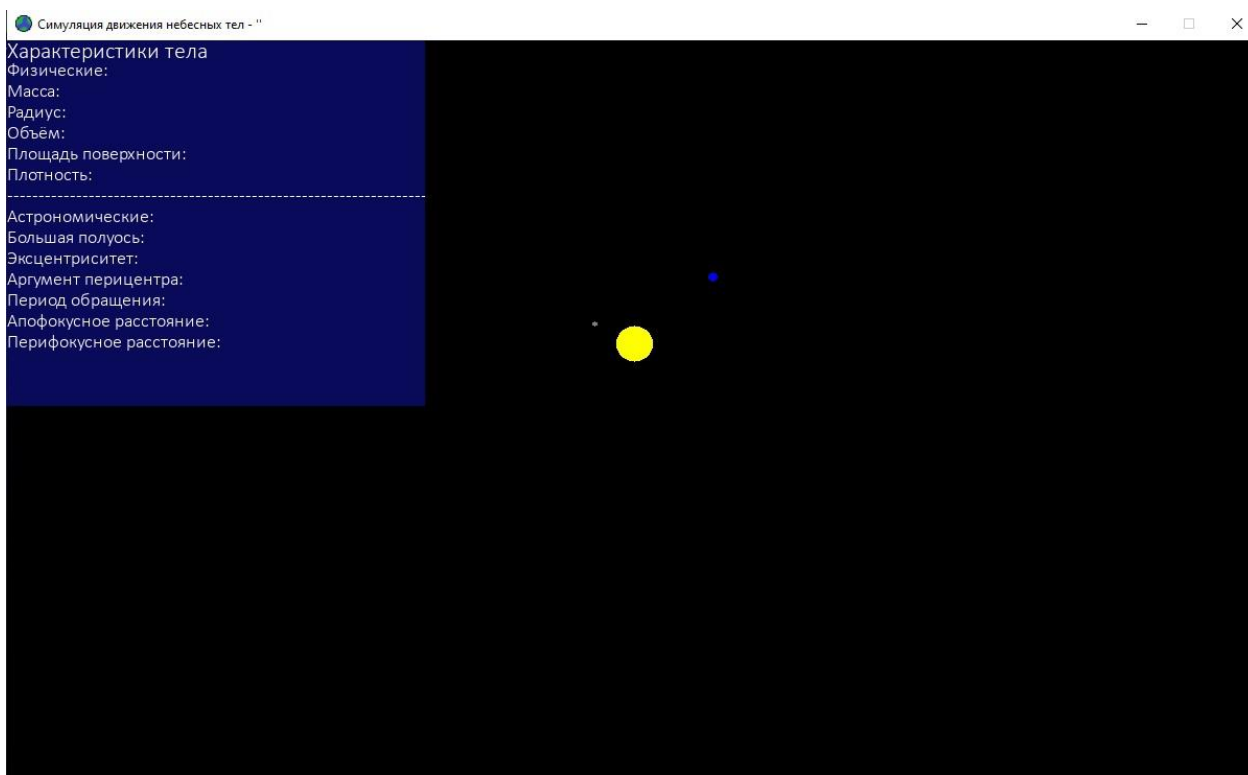 Симуляция движения небесных тел - ''
Характеристики тела
Физические:
Масса:
Радиус:
Объём:
Площадь поверхности:
Плотность:
--------------------------------------------------------------------
Астрономические:
Большая полуось:
Эксцентриситет:
Аргумент перицентра:
Период обращения:
Апофокусное расстояние:
Перифокусное расстояние: